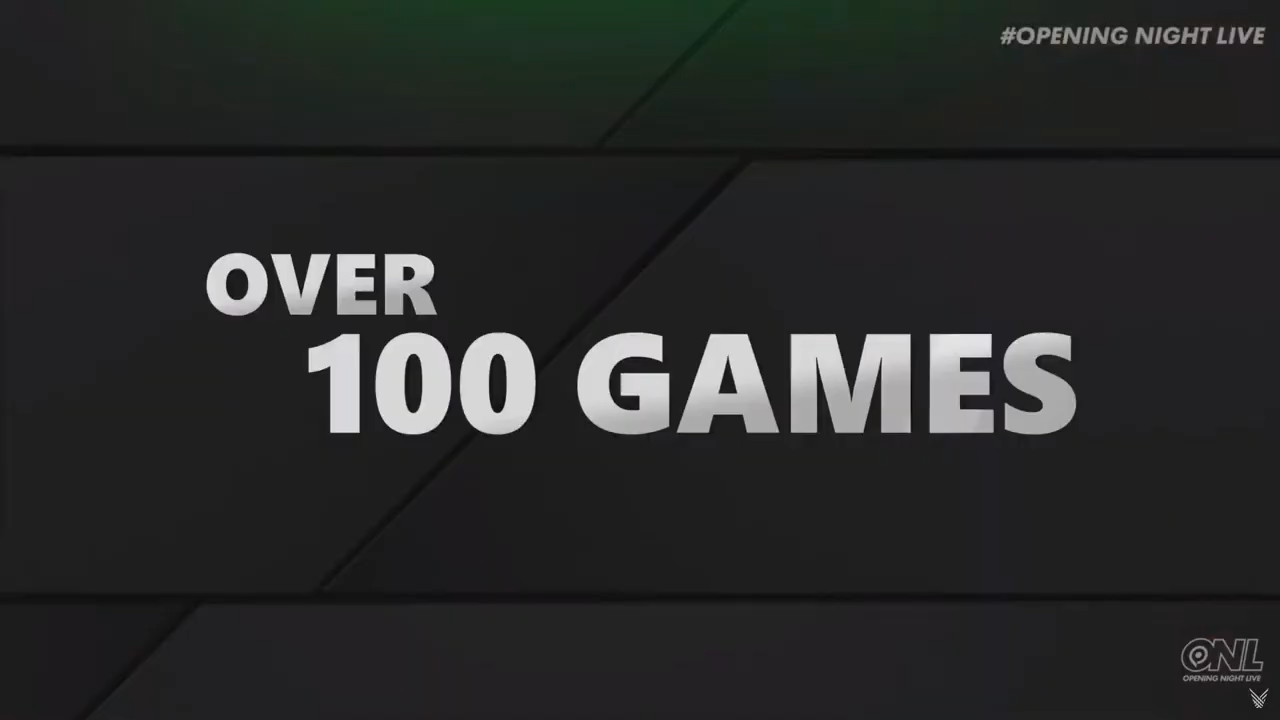 #OPENING NIGHT LIVE
OVER
100 GAMES
ONL
OPENING NIGHT LIVE